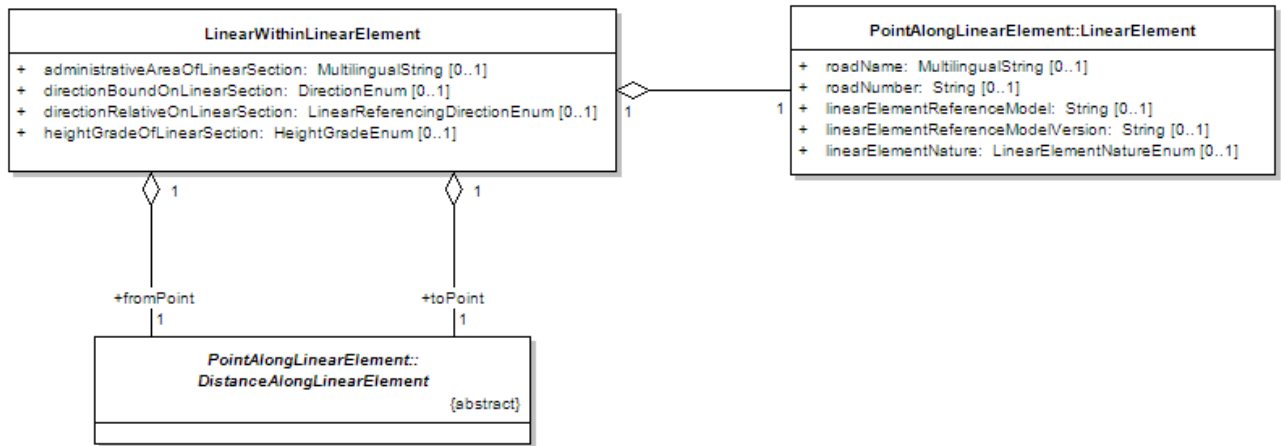 LinearWithinLinearElement
+ administrativeAreaOfLinearSection: MultilingualString [0..1]
+ directionBoundOnLinearSection: DirectionEnum [0..1]
+ directionRelativeOnLinearSection: LinearReferencingDirectionEnum [0..1]
+ heightGradeOfLinearSection: HeightGradeEnum [0..1]
1
1
PointAlongLinearElement::LinearElement
+ roadName: MultilingualString [0..1]
+ roadNumber: String [0..1]
+ linearElementReferenceModel: String [0..1]
+ linearElementReferenceModelVersion: String [0..1]
+ linearElementNature: LinearElementNatureEnum [0..1]
1
1
+fromPoint
+toPoint
1
1
PointAlongLinearElement::
DistanceAlongLinearElement
{abstract}